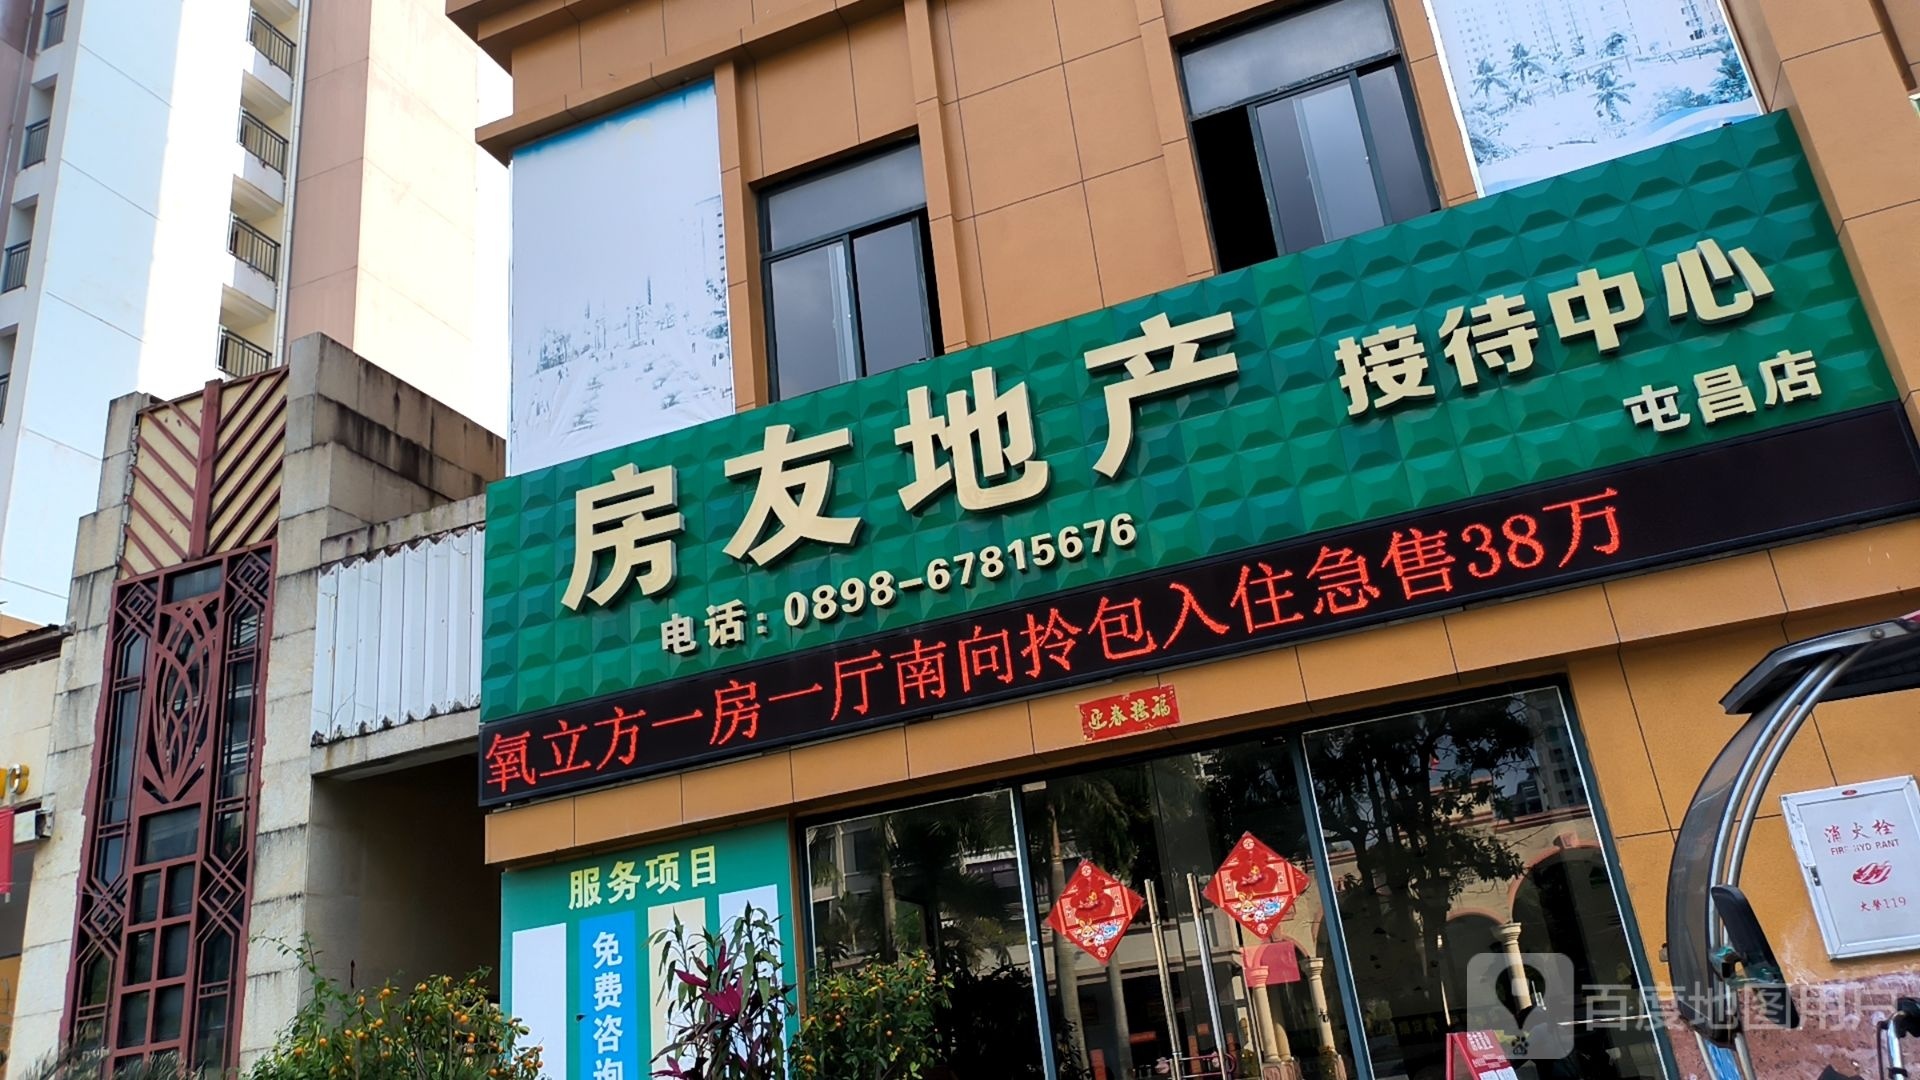 房友地产 接待中心
屯昌店
电话：0898-67815676
氧立方一房一厅南向拎包入住急售38万
迎春接福
服务项目
免费咨询
消火栓
FIRE HYDRANT
火警119
百度地图用户